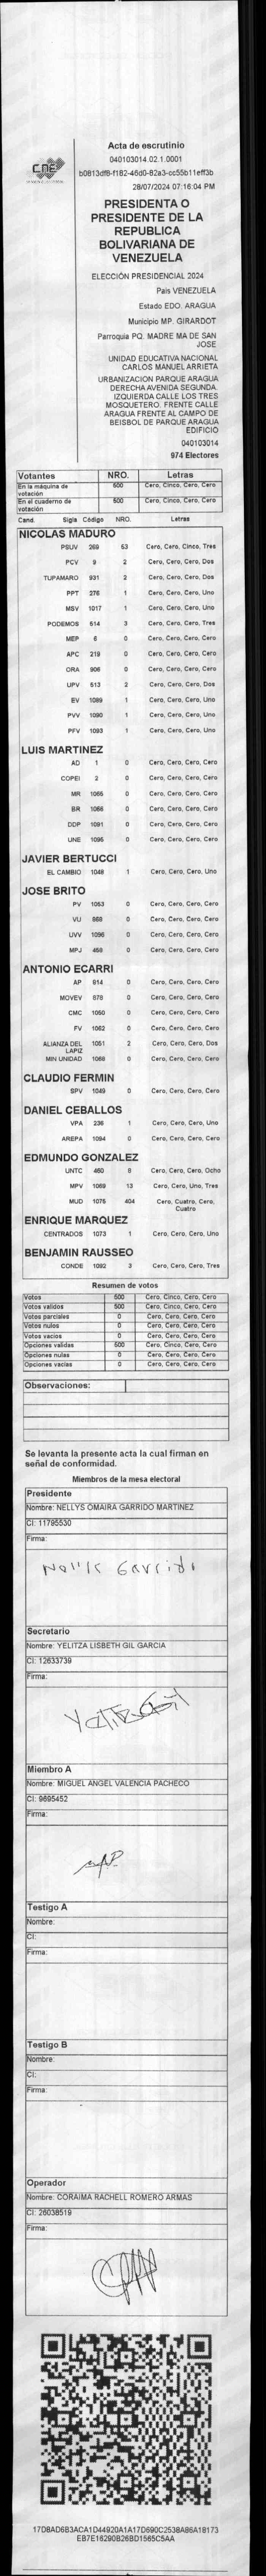 CNE
Acta de escrutinio
040103014.02.1.0001
b0813df8-f182-46d0-82a3-cc55b11eff3b
28/07/2024 07:16:04 PM
PRESIDENTA O
PRESIDENTE DE LA
REPUBLICA
BOLIVARIANA DE
VENEZUELA
ELECCIÓN PRESIDENCIAL 2024
Pais VENEZUELA
Estado EDO. ARAGUA
Municipio MP. GIRARDOT
Parroquia PQ. MADRE MA DE SAN
JOSE
UNIDAD EDUCATIVA NACIONAL
CARLOS MANUEL ARRIETA
URBANIZACION PARQUE ARAGUA
DERECHA AVENIDA SEGUNDA.
IZQUIERDA CALLE LOS TRES
MOSQUETERO. FRENTE CALLE
ARAGUA FRENTE AL CAMPO DE
BEISBOL DE PARQUE ARAGUA
EDIFICIO
040103014
974 Electores
Votantes NRO. Letras
En la máquina de votación 500 Cero, Cinco, Cero, Cero
En el cuaderno de votación 500 Cero, Cinco, Cero, Cero
Cand. Sigla Código NRO. Letras
NICOLAS MADURO
PSUV 269 53 Cero, Cero, Cinco, Tres
PCV 9 2 Cero, Cero, Cero, Dos
TUPAMARO 931 2 Cero, Cero, Cero, Dos
PPT 276 1 Cero, Cero, Cero, Uno
MSV 1017 1 Cero, Cero, Cero, Uno
PODEMOS 514 3 Cero, Cero, Cero, Tres
MEP 6 0 Cero, Cero, Cero, Cero
APC 219 0 Cero, Cero, Cero, Cero
ORA 906 0 Cero, Cero, Cero, Cero
UPV 513 2 Cero, Cero, Cero, Dos
EV 1089 1 Cero, Cero, Cero, Uno
PVV 1090 1 Cero, Cero, Cero, Uno
PFV 1093 1 Cero, Cero, Cero, Uno
LUIS MARTINEZ
AD 1 0 Cero, Cero, Cero, Cero
COPEI 2 0 Cero, Cero, Cero, Cero
MR 1065 0 Cero, Cero, Cero, Cero
BR 1066 0 Cero, Cero, Cero, Cero
DDP 1091 0 Cero, Cero, Cero, Cero
UNE 1095 0 Cero, Cero, Cero, Cero
JAVIER BERTUCCI
EL CAMBIO 1048 1 Cero, Cero, Cero, Uno
JOSE BRITO
PV 1053 0 Cero, Cero, Cero, Cero
VU 868 0 Cero, Cero, Cero, Cero
UVV 1096 0 Cero, Cero, Cero, Cero
MPJ 458 0 Cero, Cero, Cero, Cero
ANTONIO ECARRI
AP 814 0 Cero, Cero, Cero, Cero
MOVEV 878 0 Cero, Cero, Cero, Cero
CMC 1050 0 Cero, Cero, Cero, Cero
FV 1062 0 Cero, Cero, Cero, Cero
ALIANZA DEL LAPIZ 1051 2 Cero, Cero, Cero, Dos
MIN UNIDAD 1068 0 Cero, Cero, Cero, Cero
CLAUDIO FERMIN
SPV 1049 0 Cero, Cero, Cero, Cero
DANIEL CEBALLOS
VPA 236 1 Cero, Cero, Cero, Uno
AREPA 1094 0 Cero, Cero, Cero, Cero
EDMUNDO GONZALEZ
UNTC 460 8 Cero, Cero, Cero, Ocho
MPV 1069 13 Cero, Cero, Uno, Tres
MUD 1075 404 Cero, Cuatro, Cero, Cuatro
ENRIQUE MARQUEZ
CENTRADOS 1073 1 Cero, Cero, Cero, Uno
BENJAMIN RAUSSEO
CONDE 1092 3 Cero, Cero, Cero, Tres
Resumen de votos
Votos 500 Cero, Cinco, Cero, Cero
Votos validos 500 Cero, Cinco, Cero, Cero
Votos parciales 0 Cero, Cero, Cero, Cero
Votos nulos 0 Cero, Cero, Cero, Cero
Votos vacios 0 Cero, Cero, Cero, Cero
Opciones validas 500 Cero, Cinco, Cero, Cero
Opciones nulas 0 Cero, Cero, Cero, Cero
Opciones vacías 0 Cero, Cero, Cero, Cero
Observaciones:
Se levanta la presente acta la cual firman en
señal de conformidad.
Miembros de la mesa electoral
Presidente
Nombre: NELLYS OMAIRA GARRIDO MARTINEZ
CI: 11795530
Firma:
Nellys Garrido
Secretario
Nombre: YELITZA LISBETH GIL GARCIA
CI: 12633739
Firma:
Miembro A
Nombre: MIGUEL ANGEL VALENCIA PACHECO
CI: 9695452
Firma:
Testigo A
Nombre:
CI:
Firma:
Testigo B
Nombre:
CI:
Firma:
Operador
Nombre: CORAIMA RACHELL ROMERO ARMAS
CI: 26038519
Firma:
17D8AD6B3ACA1D44920A1A17D690C2538A86A18173
EB7E16290B26BD1565C5AA